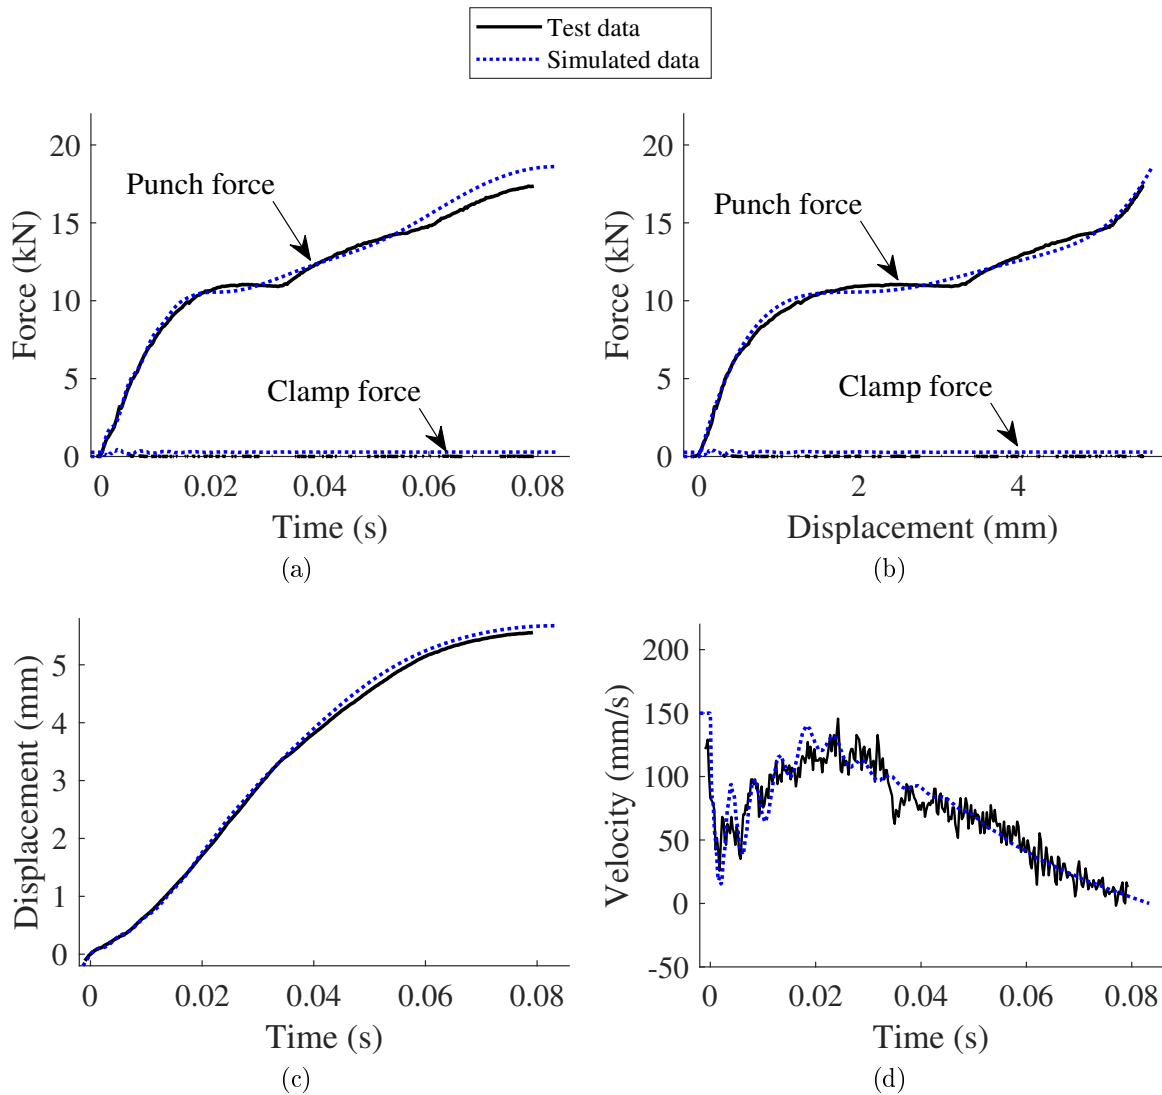 Test data
Simulated data
20
15
10
5
0
Force (kN)
Punch force
Clamp force
0
0.02
0.04
0.06
0.08
Time (s)
(a)
20
15
10
5
0
Force (kN)
Punch force
Clamp force
0
2
4
Displacement (mm)
(b)
5
4
3
2
1
0
Displacement (mm)
0
0.02
0.04
0.06
0.08
Time (s)
(c)
200
150
100
50
0
-50
Velocity (mm/s)
0
0.02
0.04
0.06
0.08
Time (s)
(d)